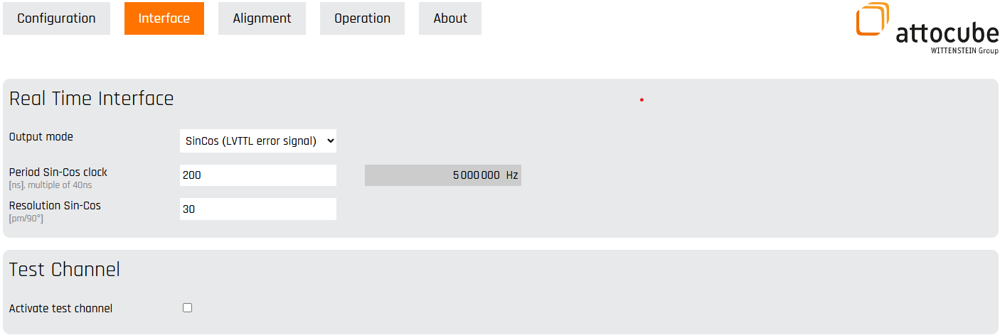 Configuration Interface Alignment Operation About
attocube
WITTENSTEIN Group
Real Time Interface
Output mode SinCos (LVTTL error signal)
Period Sin-Cos clock 200 5 000 000 Hz
[ns], multiple of 40ns
Resolution Sin-Cos 30
[pm/90°]
Test Channel
Activate test channel